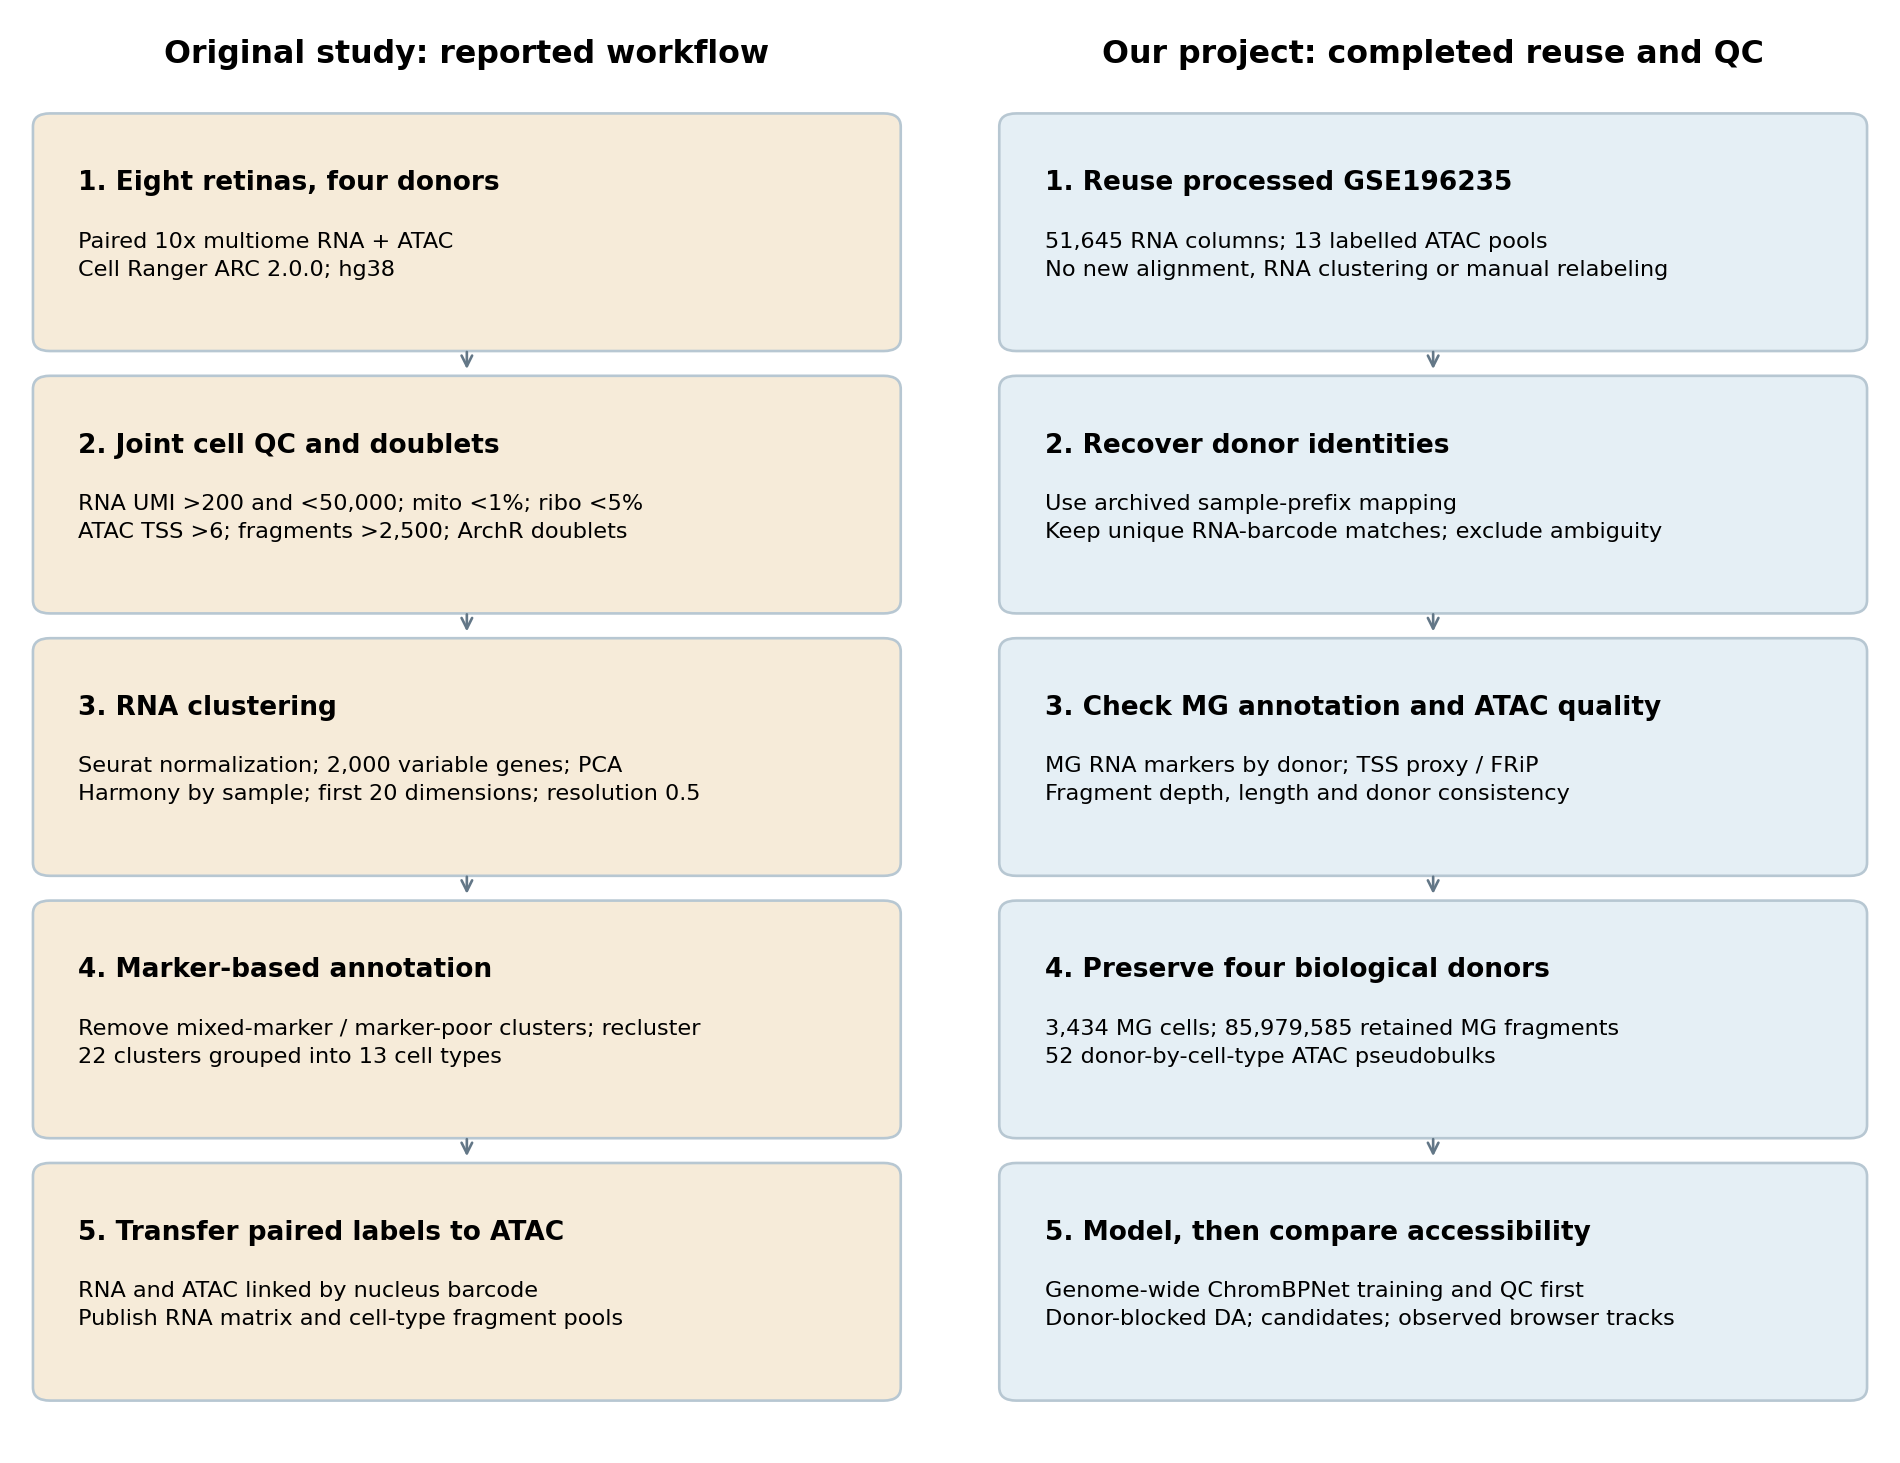 Original study: reported workflow
1. Eight retinas, four donors
Paired 10x multiome RNA + ATAC
Cell Ranger ARC 2.0.0; hg38
2. Joint cell QC and doublets
RNA UMI >200 and <50,000; mito <1%; ribo <5%
ATAC TSS >6; fragments >2,500; ArchR doublets
3. RNA clustering
Seurat normalization; 2,000 variable genes; PCA
Harmony by sample; first 20 dimensions; resolution 0.5
4. Marker-based annotation
Remove mixed-marker / marker-poor clusters; recluster
22 clusters grouped into 13 cell types
5. Transfer paired labels to ATAC
RNA and ATAC linked by nucleus barcode
Publish RNA matrix and cell-type fragment pools
Our project: completed reuse and QC
1. Reuse processed GSE196235
51,645 RNA columns; 13 labelled ATAC pools
No new alignment, RNA clustering or manual relabeling
2. Recover donor identities
Use archived sample-prefix mapping
Keep unique RNA-barcode matches; exclude ambiguity
3. Check MG annotation and ATAC quality
MG RNA markers by donor; TSS proxy / FRiP
Fragment depth, length and donor consistency
4. Preserve four biological donors
3,434 MG cells; 85,979,585 retained MG fragments
52 donor-by-cell-type ATAC pseudobulks
5. Model, then compare accessibility
Genome-wide ChromBPNet training and QC first
Donor-blocked DA; candidates; observed browser tracks